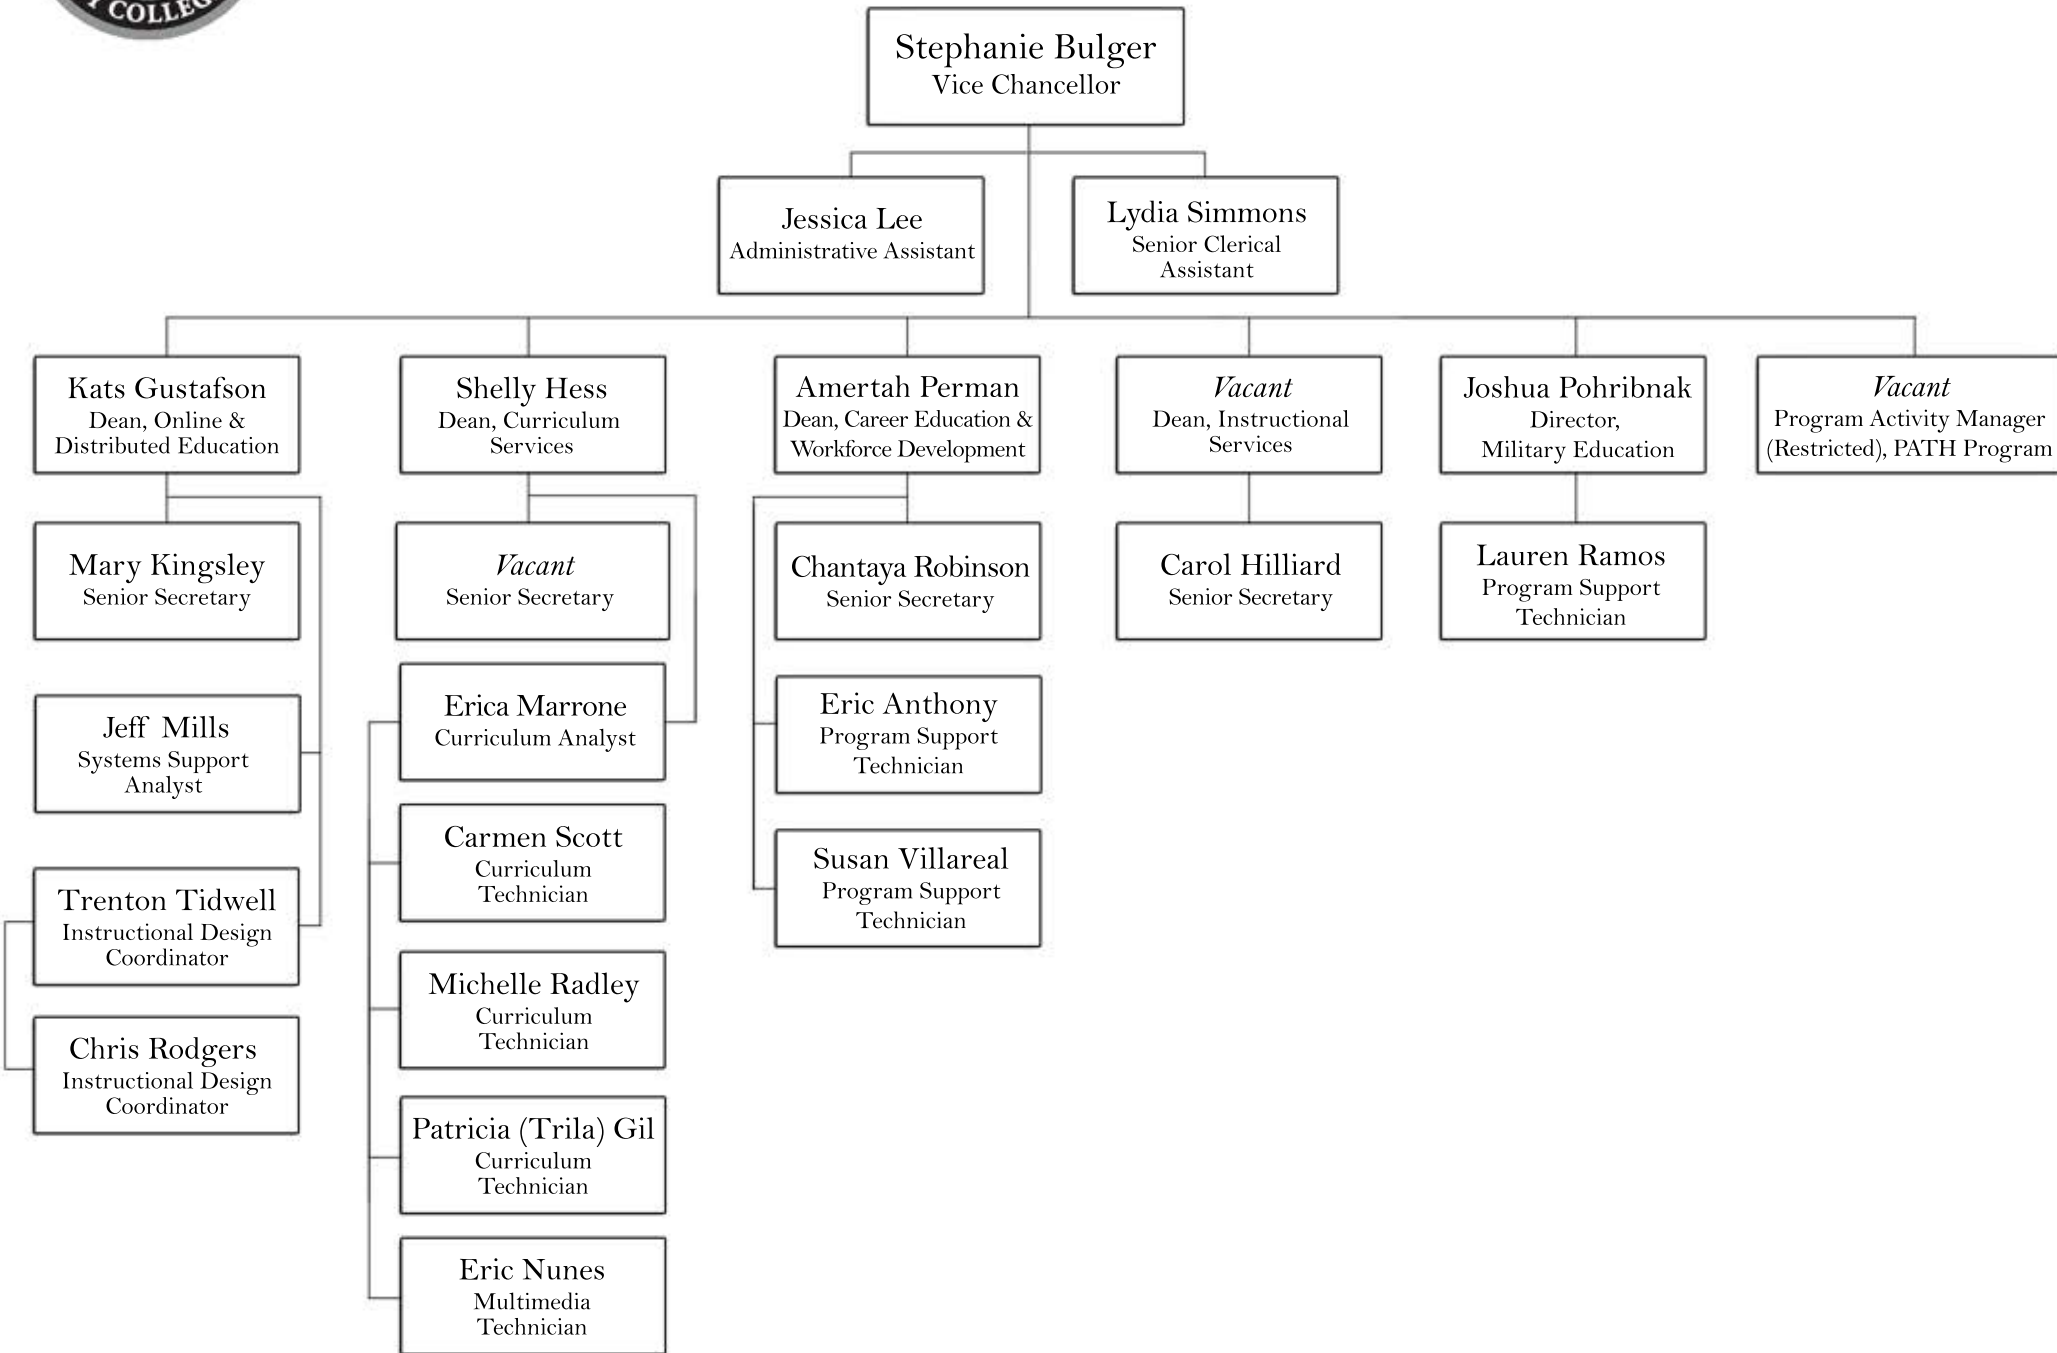 Y COLLEG
Stephanie Bulger
Vice Chancellor
Jessica Lee
Administrative Assistant
Lydia Simmons
Senior Clerical
Assistant
Kats Gustafson
Dean, Online &
Distributed Education
Shelly Hess
Dean, Curriculum
Services
Amertah Perman
Dean, Career Education &
Workforce Development
Vacant
Dean, Instructional
Services
Joshua Pohribnak
Director,
Military Education
Vacant
Program Activity Manager
(Restricted), PATH Program
Mary Kingsley
Senior Secretary
Vacant
Senior Secretary
Chantaya Robinson
Senior Secretary
Carol Hilliard
Senior Secretary
Lauren Ramos
Program Support
Technician
Jeff Mills
Systems Support
Analyst
Erica Marrone
Curriculum Analyst
Eric Anthony
Program Support
Technician
Trenton Tidwell
Instructional Design
Coordinator
Carmen Scott
Curriculum
Technician
Susan Villareal
Program Support
Technician
Chris Rodgers
Instructional Design
Coordinator
Michelle Radley
Curriculum
Technician
Patricia (Trila) Gil
Curriculum
Technician
Eric Nunes
Multimedia
Technician